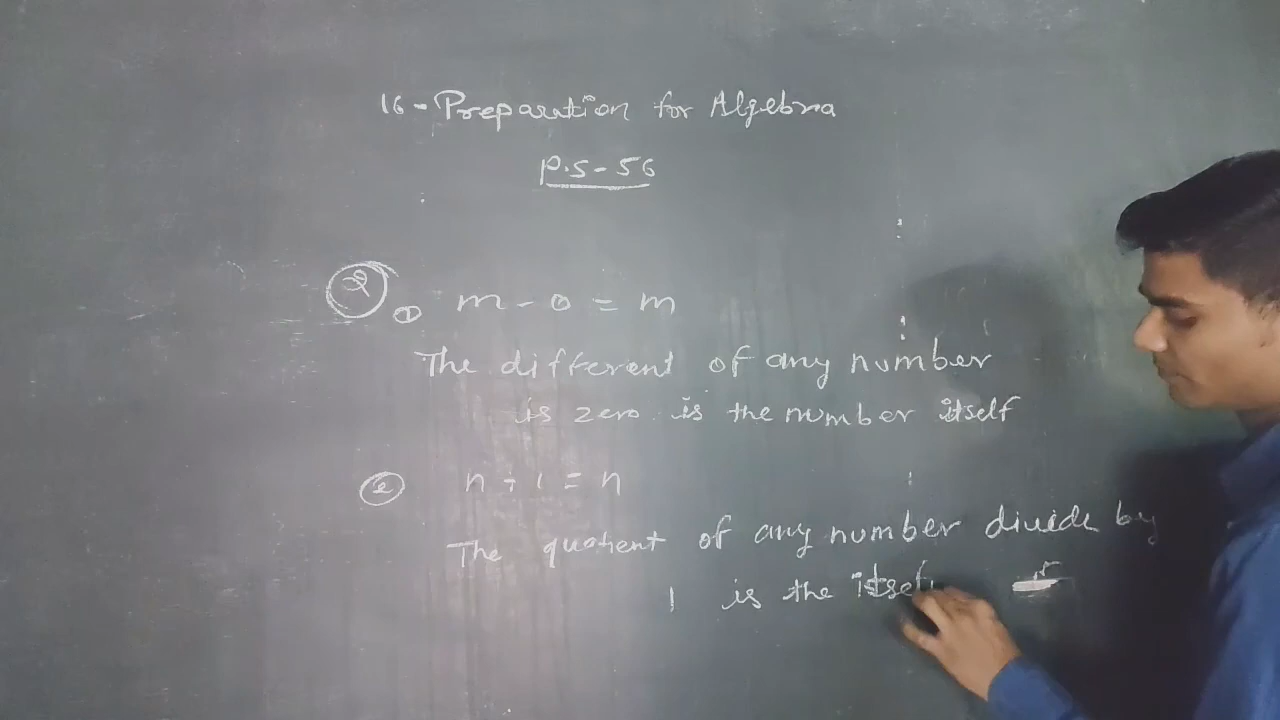 16 - Preparation for Algebra
P.S - 56
२ ① m - 0 = m
The different of any number
is zero is the number itself
② n ÷ 1 = n
The quotient of any number divide by
1 is the itself